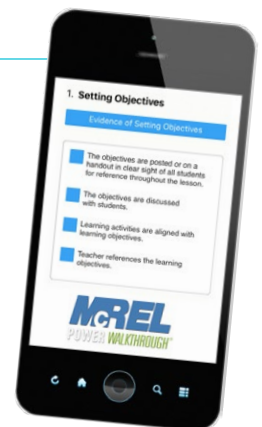 1. Setting Objectives
Evidence of Setting Objectives
The objectives are posted or on a
handout in clear sight of all students
for reference throughout the lesson.
The objectives are discussed
with students.
Learning activities are aligned with
learning objectives.
Teacher references the learning
objectives.
McREL
POWER WALKTHROUGH